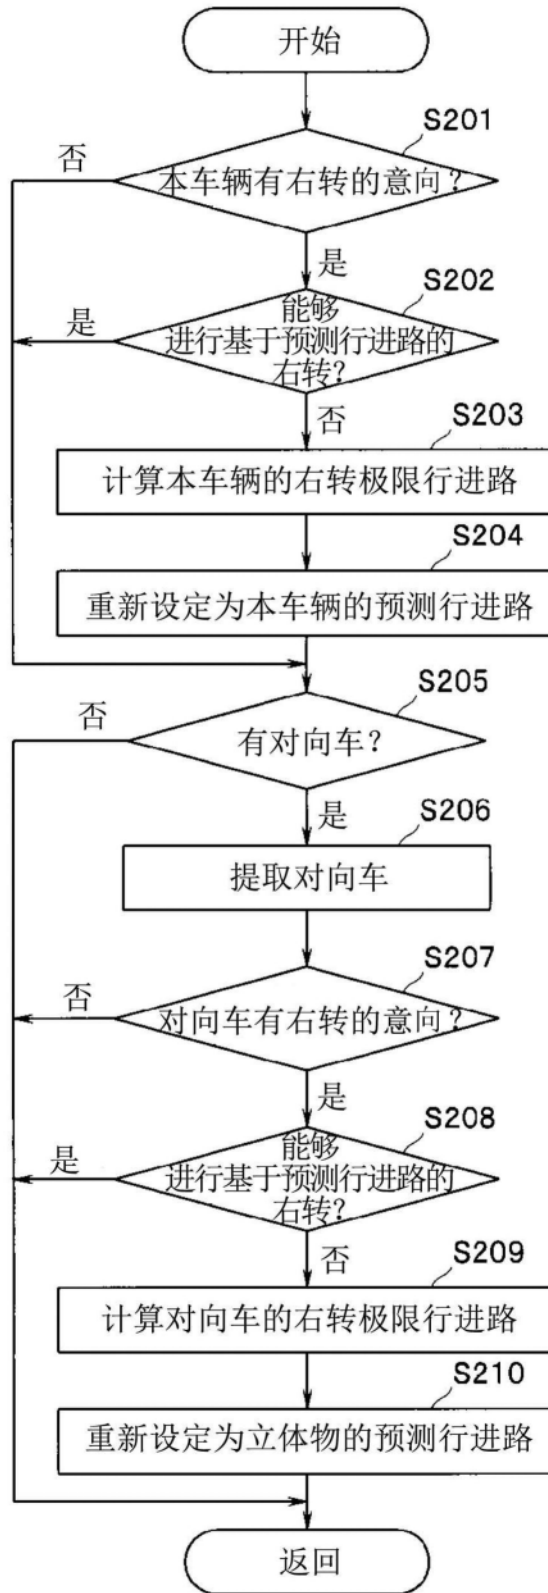 开始
S201
否
本车辆有右转的意向?
是
S202
是
能够
进行基于预测行进路的
右转?
否
S203
计算本车辆的右转极限行进路
S204
重新设定为本车辆的预测行进路
S205
否
有对向车?
是
S206
提取对向车
S207
否
对向车有右转的意向?
是
S208
是
能够
进行基于预测行进路的
右转?
否
S209
计算对向车的右转极限行进路
S210
重新设定为立体物的预测行进路
返回